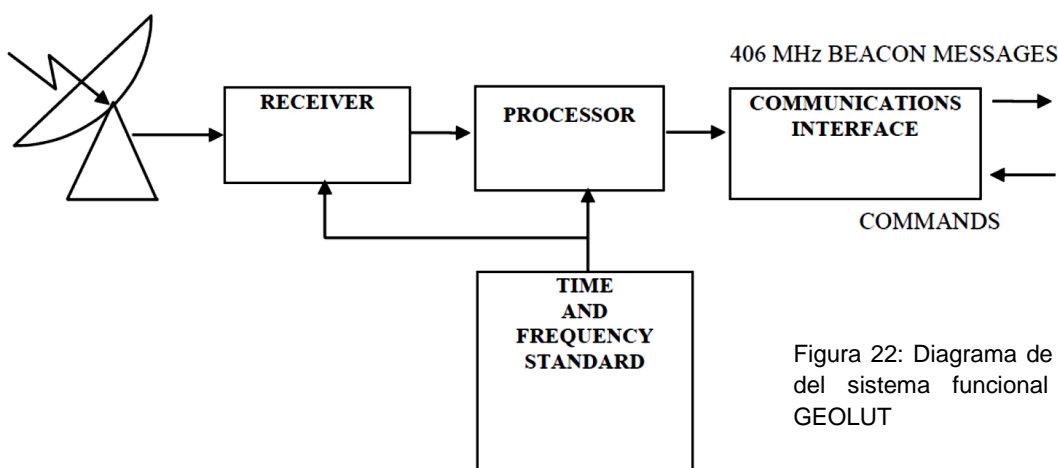 406 MHz BEACON MESSAGES
RECEIVER
PROCESSOR
COMMUNICATIONS
INTERFACE
COMMANDS
TIME
AND
FREQUENCY
STANDARD
Figura 22: Diagrama de
del sistema funcional
GEOLUT